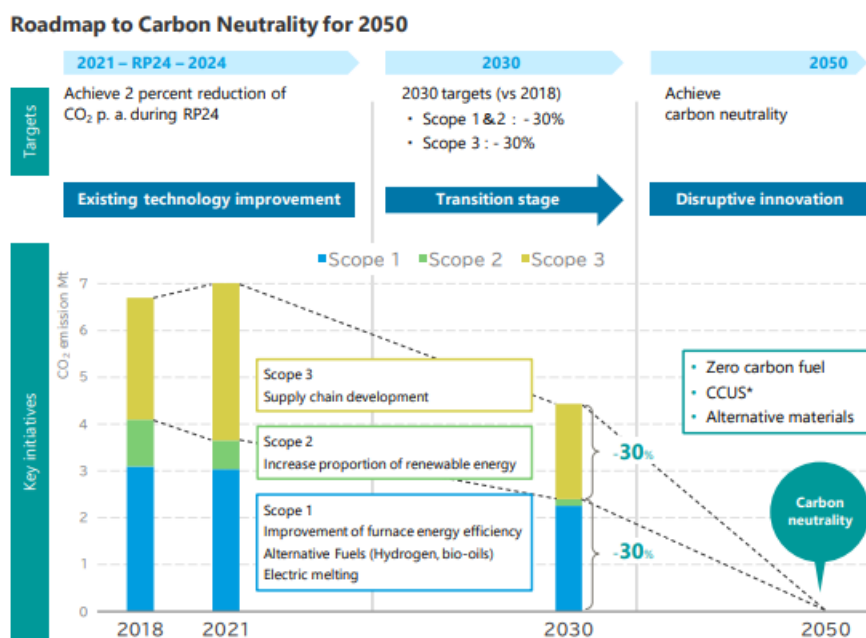 Roadmap to Carbon Neutrality for 2050
2021 – RP24 – 2024
2030
2050
Targets
Achieve 2 percent reduction of
CO₂ p. a. during RP24
2030 targets (vs 2018)
• Scope 1&2 : - 30%
• Scope 3 : - 30%
Achieve
carbon neutrality
Existing technology improvement
Transition stage
Disruptive innovation
Key initiatives
Scope 1 Scope 2 Scope 3
CO₂ emission Mt
7
6
5
4
3
2
1
0
Scope 3
Supply chain development
Scope 2
Increase proportion of renewable energy
Scope 1
Improvement of furnace energy efficiency
Alternative Fuels (Hydrogen, bio-oils)
Electric melting
-30%
-30%
• Zero carbon fuel
• CCUS*
• Alternative materials
Carbon
neutrality
2018 2021 2030 2050